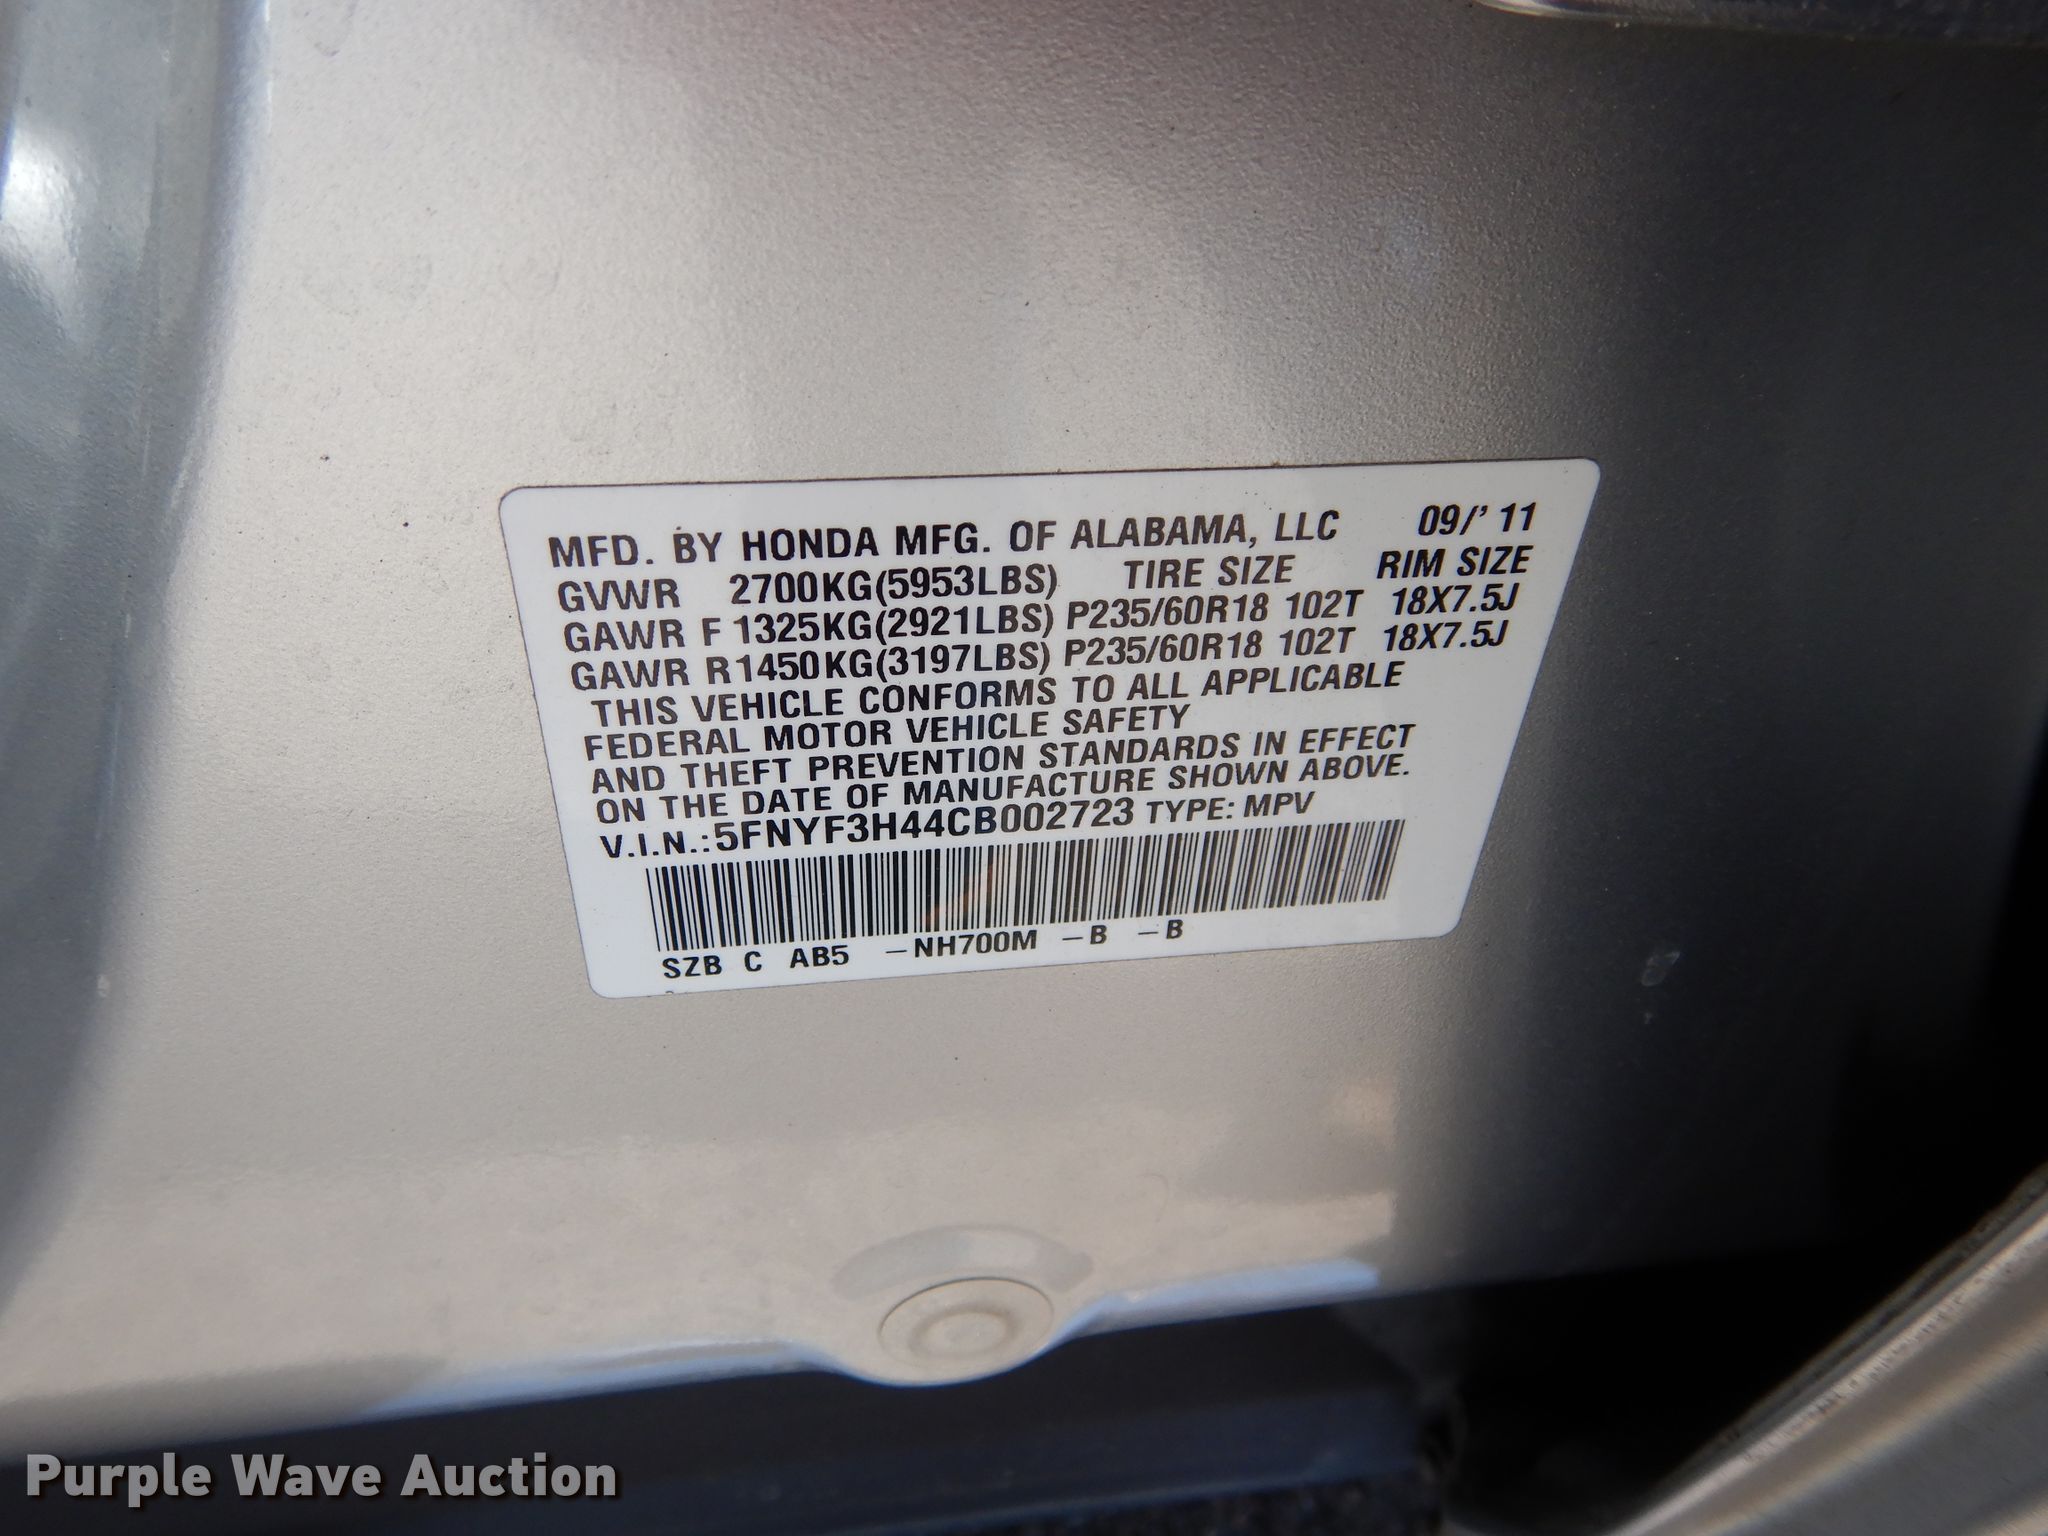 MFD. BY HONDA MFG. OF ALABAMA, LLC 09/' 11
GVWR 2700KG(5953LBS) TIRE SIZE RIM SIZE
GAWR F 1325KG(2921LBS) P235/60R18 102T 18X7.5J
GAWR R1450KG(3197LBS) P235/60R18 102T 18X7.5J
THIS VEHICLE CONFORMS TO ALL APPLICABLE
FEDERAL MOTOR VEHICLE SAFETY
AND THEFT PREVENTION STANDARDS IN EFFECT
ON THE DATE OF MANUFACTURE SHOWN ABOVE.
V.I.N.:5FNYF3H44CB002723 TYPE: MPV
SZB C AB5 -NH700M -B -B
Purple Wave Auction